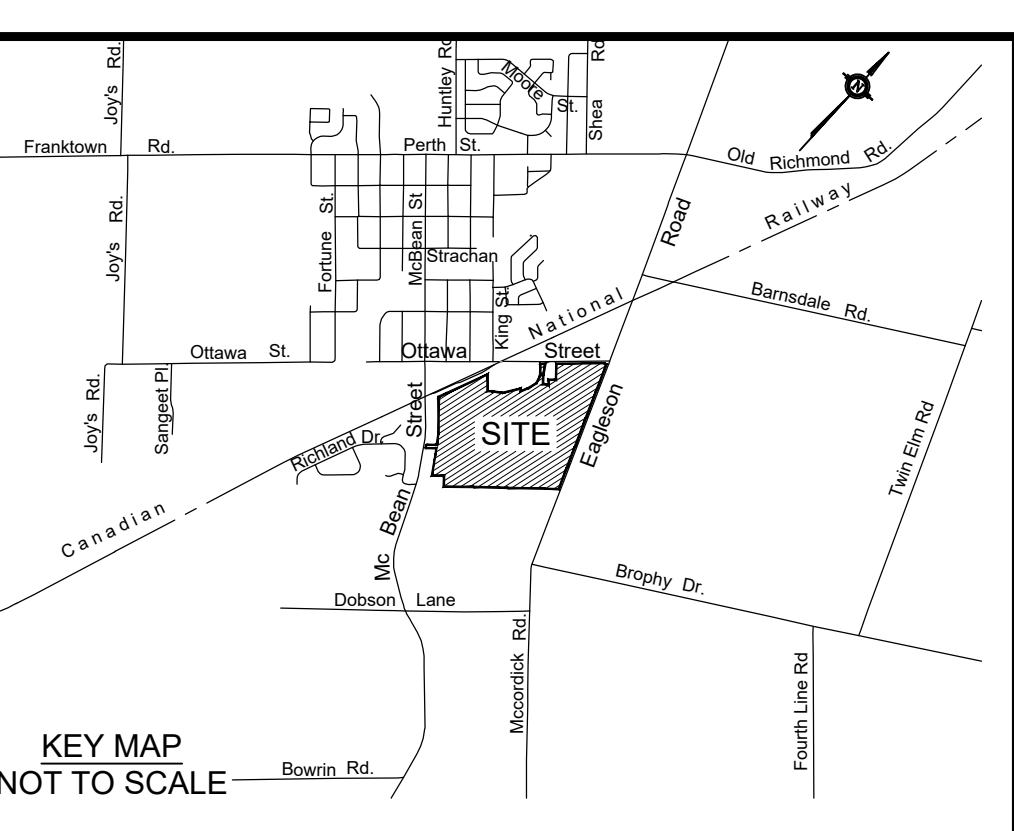 Joy's Rd.
Huntley Rd
Moore
St.
Shea
Rd
N
Franktown Rd.
Perth St.
Old Richmond Rd.
Joy's Rd.
Fortune St.
McBean St
Strachan
King St.
Road
National
Railway
Barnsdale Rd.
Ottawa St.
Ottawa Street
Joy's Rd.
Sangeet Pl.
Richland Dr.
Street
SITE
Eagleson
Twin Elm Rd
Canadian
Mc Bean
Brophy Dr.
Dobson Lane
Mccordick Rd.
Fourth Line Rd
KEY MAP
NOT TO SCALE
Bowrin Rd.